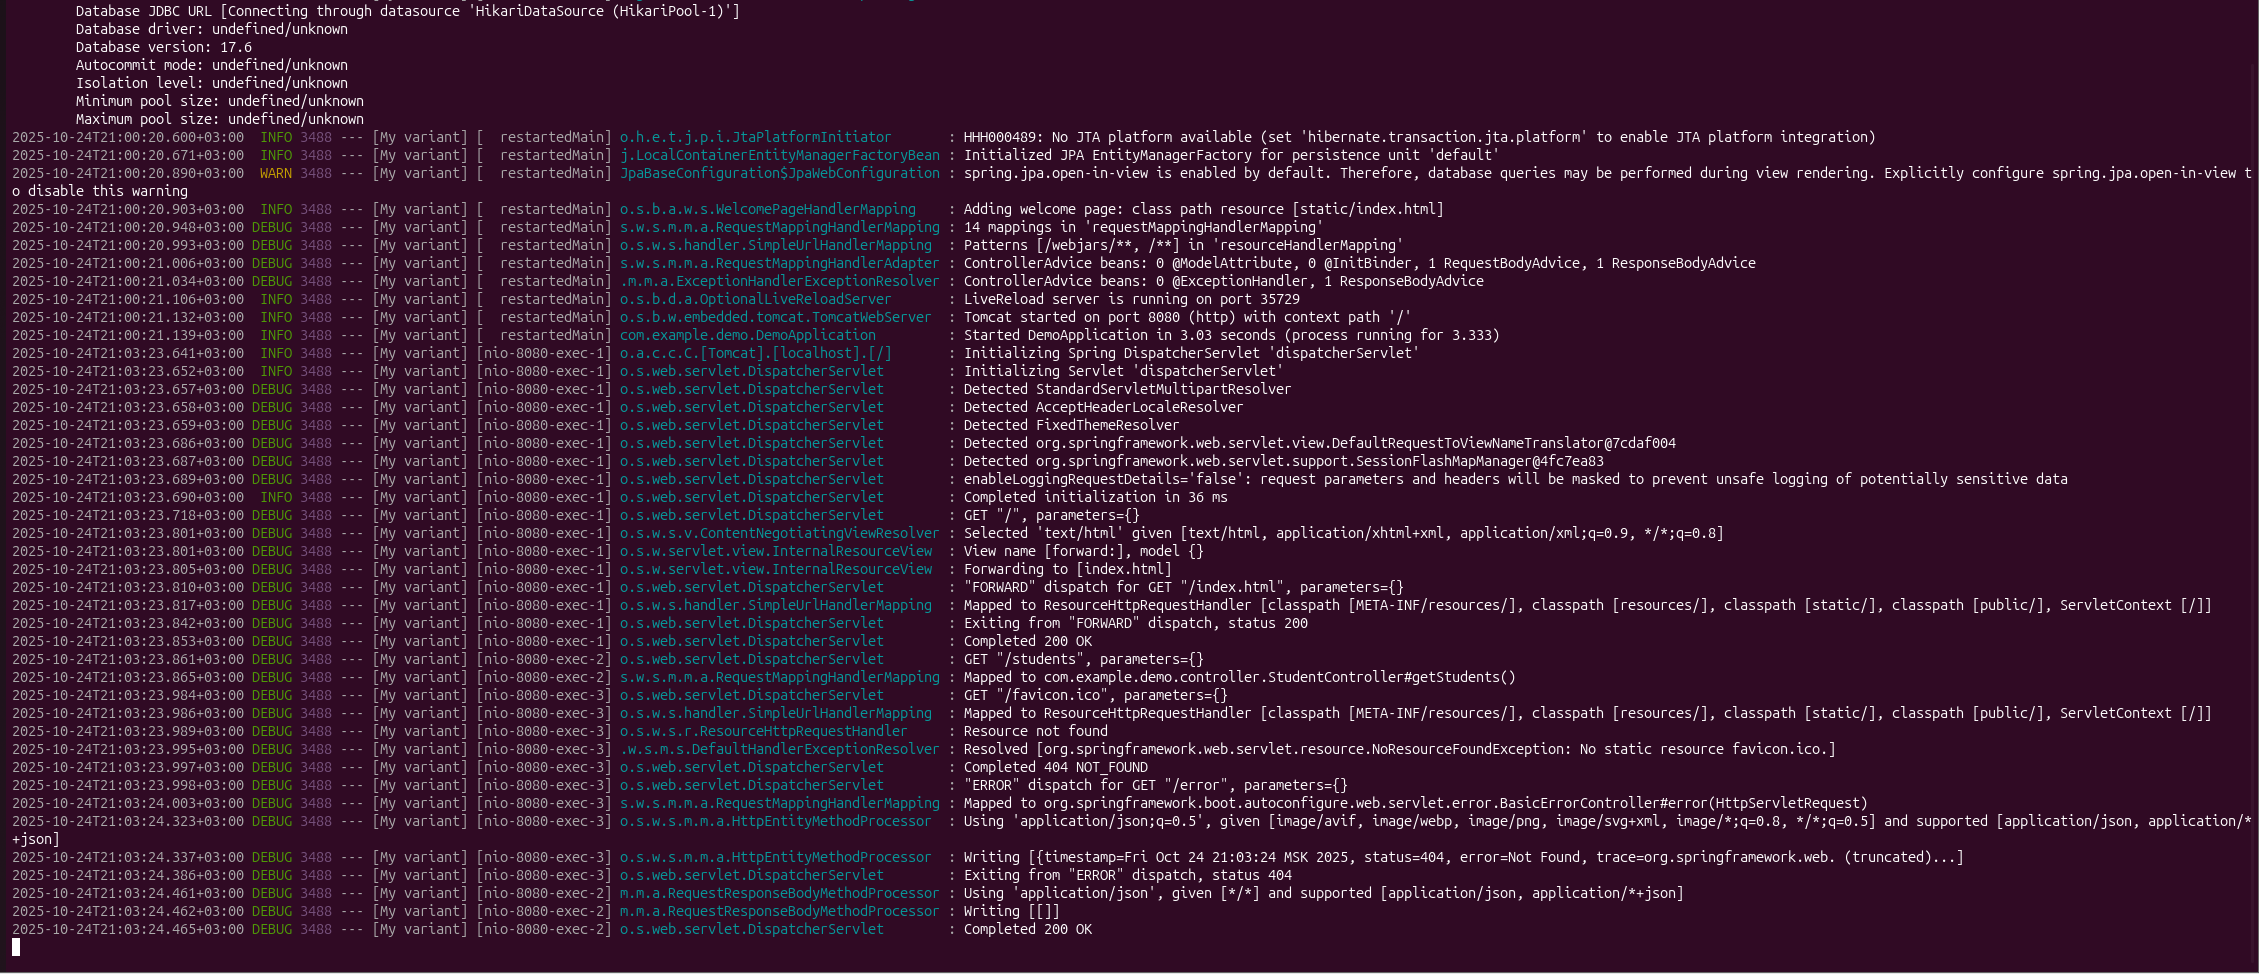 Database JDBC URL [Connecting through datasource 'HikariDataSource (HikariPool-1)']
Database driver: undefined/unknown
Database version: 17.6
Autocommit mode: undefined/unknown
Isolation level: undefined/unknown
Minimum pool size: undefined/unknown
Maximum pool size: undefined/unknown
2025-10-24T21:00:20.600+03:00  INFO 3488 --- [My variant] [  restartedMain] o.h.e.t.j.p.i.JtaPlatformInitiator       : HHH000489: No JTA platform available (set 'hibernate.transaction.jta.platform' to enable JTA platform integration)
2025-10-24T21:00:20.671+03:00  INFO 3488 --- [My variant] [  restartedMain] j.LocalContainerEntityManagerFactoryBean : Initialized JPA EntityManagerFactory for persistence unit 'default'
2025-10-24T21:00:20.890+03:00  WARN 3488 --- [My variant] [  restartedMain] JpaBaseConfiguration$JpaWebConfiguration : spring.jpa.open-in-view is enabled by default. Therefore, database queries may be performed during view rendering. Explicitly configure spring.jpa.open-in-view t
o disable this warning
2025-10-24T21:00:20.903+03:00  INFO 3488 --- [My variant] [  restartedMain] o.s.b.a.w.s.WelcomePageHandlerMapping    : Adding welcome page: class path resource [static/index.html]
2025-10-24T21:00:20.948+03:00 DEBUG 3488 --- [My variant] [  restartedMain] s.w.s.m.m.a.RequestMappingHandlerMapping : 14 mappings in 'requestMappingHandlerMapping'
2025-10-24T21:00:20.993+03:00 DEBUG 3488 --- [My variant] [  restartedMain] o.s.w.s.handler.SimpleUrlHandlerMapping  : Patterns [/webjars/**, /**] in 'resourceHandlerMapping'
2025-10-24T21:00:21.006+03:00 DEBUG 3488 --- [My variant] [  restartedMain] s.w.s.m.m.a.RequestMappingHandlerAdapter : ControllerAdvice beans: 0 @ModelAttribute, 0 @InitBinder, 1 RequestBodyAdvice, 1 ResponseBodyAdvice
2025-10-24T21:00:21.034+03:00 DEBUG 3488 --- [My variant] [  restartedMain] .m.m.a.ExceptionHandlerExceptionResolver : ControllerAdvice beans: 0 @ExceptionHandler, 1 ResponseBodyAdvice
2025-10-24T21:00:21.106+03:00  INFO 3488 --- [My variant] [  restartedMain] o.s.b.d.a.OptionalLiveReloadServer       : LiveReload server is running on port 35729
2025-10-24T21:00:21.132+03:00  INFO 3488 --- [My variant] [  restartedMain] o.s.b.w.embedded.tomcat.TomcatWebServer  : Tomcat started on port 8080 (http) with context path '/'
2025-10-24T21:00:21.139+03:00  INFO 3488 --- [My variant] [  restartedMain] com.example.demo.DemoApplication         : Started DemoApplication in 3.03 seconds (process running for 3.333)
2025-10-24T21:03:23.641+03:00  INFO 3488 --- [My variant] [nio-8080-exec-1] o.a.c.c.C.[Tomcat].[localhost].[/]       : Initializing Spring DispatcherServlet 'dispatcherServlet'
2025-10-24T21:03:23.652+03:00  INFO 3488 --- [My variant] [nio-8080-exec-1] o.s.web.servlet.DispatcherServlet        : Initializing Servlet 'dispatcherServlet'
2025-10-24T21:03:23.657+03:00 DEBUG 3488 --- [My variant] [nio-8080-exec-1] o.s.web.servlet.DispatcherServlet        : Detected StandardServletMultipartResolver
2025-10-24T21:03:23.658+03:00 DEBUG 3488 --- [My variant] [nio-8080-exec-1] o.s.web.servlet.DispatcherServlet        : Detected AcceptHeaderLocaleResolver
2025-10-24T21:03:23.659+03:00 DEBUG 3488 --- [My variant] [nio-8080-exec-1] o.s.web.servlet.DispatcherServlet        : Detected FixedThemeResolver
2025-10-24T21:03:23.686+03:00 DEBUG 3488 --- [My variant] [nio-8080-exec-1] o.s.web.servlet.DispatcherServlet        : Detected org.springframework.web.servlet.view.DefaultRequestToViewNameTranslator@7cdaf004
2025-10-24T21:03:23.687+03:00 DEBUG 3488 --- [My variant] [nio-8080-exec-1] o.s.web.servlet.DispatcherServlet        : Detected org.springframework.web.servlet.support.SessionFlashMapManager@4fc7ea83
2025-10-24T21:03:23.689+03:00 DEBUG 3488 --- [My variant] [nio-8080-exec-1] o.s.web.servlet.DispatcherServlet        : enableLoggingRequestDetails='false': request parameters and headers will be masked to prevent unsafe logging of potentially sensitive data
2025-10-24T21:03:23.690+03:00  INFO 3488 --- [My variant] [nio-8080-exec-1] o.s.web.servlet.DispatcherServlet        : Completed initialization in 36 ms
2025-10-24T21:03:23.718+03:00 DEBUG 3488 --- [My variant] [nio-8080-exec-1] o.s.web.servlet.DispatcherServlet        : GET "/", parameters={}
2025-10-24T21:03:23.801+03:00 DEBUG 3488 --- [My variant] [nio-8080-exec-1] o.s.w.s.v.ContentNegotiatingViewResolver : Selected 'text/html' given [text/html, application/xhtml+xml, application/xml;q=0.9, */*;q=0.8]
2025-10-24T21:03:23.801+03:00 DEBUG 3488 --- [My variant] [nio-8080-exec-1] o.s.w.servlet.view.InternalResourceView  : View name [forward:], model {}
2025-10-24T21:03:23.805+03:00 DEBUG 3488 --- [My variant] [nio-8080-exec-1] o.s.w.servlet.view.InternalResourceView  : Forwarding to [index.html]
2025-10-24T21:03:23.810+03:00 DEBUG 3488 --- [My variant] [nio-8080-exec-1] o.s.web.servlet.DispatcherServlet        : "FORWARD" dispatch for GET "/index.html", parameters={}
2025-10-24T21:03:23.817+03:00 DEBUG 3488 --- [My variant] [nio-8080-exec-1] o.s.w.s.handler.SimpleUrlHandlerMapping  : Mapped to ResourceHttpRequestHandler [classpath [META-INF/resources/], classpath [resources/], classpath [static/], classpath [public/], ServletContext [/]]
2025-10-24T21:03:23.842+03:00 DEBUG 3488 --- [My variant] [nio-8080-exec-1] o.s.web.servlet.DispatcherServlet        : Exiting from "FORWARD" dispatch, status 200
2025-10-24T21:03:23.853+03:00 DEBUG 3488 --- [My variant] [nio-8080-exec-1] o.s.web.servlet.DispatcherServlet        : Completed 200 OK
2025-10-24T21:03:23.861+03:00 DEBUG 3488 --- [My variant] [nio-8080-exec-2] o.s.web.servlet.DispatcherServlet        : GET "/students", parameters={}
2025-10-24T21:03:23.865+03:00 DEBUG 3488 --- [My variant] [nio-8080-exec-2] s.w.s.m.m.a.RequestMappingHandlerMapping : Mapped to com.example.demo.controller.StudentController#getStudents()
2025-10-24T21:03:23.984+03:00 DEBUG 3488 --- [My variant] [nio-8080-exec-3] o.s.web.servlet.DispatcherServlet        : GET "/favicon.ico", parameters={}
2025-10-24T21:03:23.986+03:00 DEBUG 3488 --- [My variant] [nio-8080-exec-3] o.s.w.s.handler.SimpleUrlHandlerMapping  : Mapped to ResourceHttpRequestHandler [classpath [META-INF/resources/], classpath [resources/], classpath [static/], classpath [public/], ServletContext [/]]
2025-10-24T21:03:23.989+03:00 DEBUG 3488 --- [My variant] [nio-8080-exec-3] o.s.w.s.r.ResourceHttpRequestHandler     : Resource not found
2025-10-24T21:03:23.995+03:00 DEBUG 3488 --- [My variant] [nio-8080-exec-3] .w.s.m.s.DefaultHandlerExceptionResolver : Resolved [org.springframework.web.servlet.resource.NoResourceFoundException: No static resource favicon.ico.]
2025-10-24T21:03:23.997+03:00 DEBUG 3488 --- [My variant] [nio-8080-exec-3] o.s.web.servlet.DispatcherServlet        : Completed 404 NOT_FOUND
2025-10-24T21:03:23.998+03:00 DEBUG 3488 --- [My variant] [nio-8080-exec-3] o.s.web.servlet.DispatcherServlet        : "ERROR" dispatch for GET "/error", parameters={}
2025-10-24T21:03:24.003+03:00 DEBUG 3488 --- [My variant] [nio-8080-exec-3] s.w.s.m.m.a.RequestMappingHandlerMapping : Mapped to org.springframework.boot.autoconfigure.web.servlet.error.BasicErrorController#error(HttpServletRequest)
2025-10-24T21:03:24.323+03:00 DEBUG 3488 --- [My variant] [nio-8080-exec-3] o.s.w.s.m.m.a.HttpEntityMethodProcessor  : Using 'application/json;q=0.5', given [image/avif, image/webp, image/png, image/svg+xml, image/*;q=0.8, */*;q=0.5] and supported [application/json, application/*
+json]
2025-10-24T21:03:24.337+03:00 DEBUG 3488 --- [My variant] [nio-8080-exec-3] o.s.w.s.m.m.a.HttpEntityMethodProcessor  : Writing [{timestamp=Fri Oct 24 21:03:24 MSK 2025, status=404, error=Not Found, trace=org.springframework.web. (truncated)...]
2025-10-24T21:03:24.386+03:00 DEBUG 3488 --- [My variant] [nio-8080-exec-3] o.s.web.servlet.DispatcherServlet        : Exiting from "ERROR" dispatch, status 404
2025-10-24T21:03:24.461+03:00 DEBUG 3488 --- [My variant] [nio-8080-exec-2] m.m.a.RequestResponseBodyMethodProcessor : Using 'application/json', given [*/*] and supported [application/json, application/*+json]
2025-10-24T21:03:24.462+03:00 DEBUG 3488 --- [My variant] [nio-8080-exec-2] m.m.a.RequestResponseBodyMethodProcessor : Writing [[]]
2025-10-24T21:03:24.465+03:00 DEBUG 3488 --- [My variant] [nio-8080-exec-2] o.s.web.servlet.DispatcherServlet        : Completed 200 OK